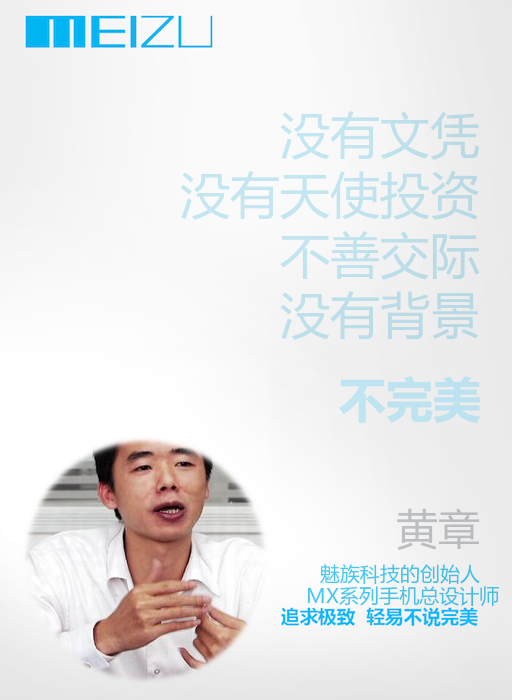 MEIZU
没有文凭
没有天使投资
不善交际
没有背景
不完美
黄章
魅族科技的创始人
MX系列手机总设计师
追求极致 轻易不说完美